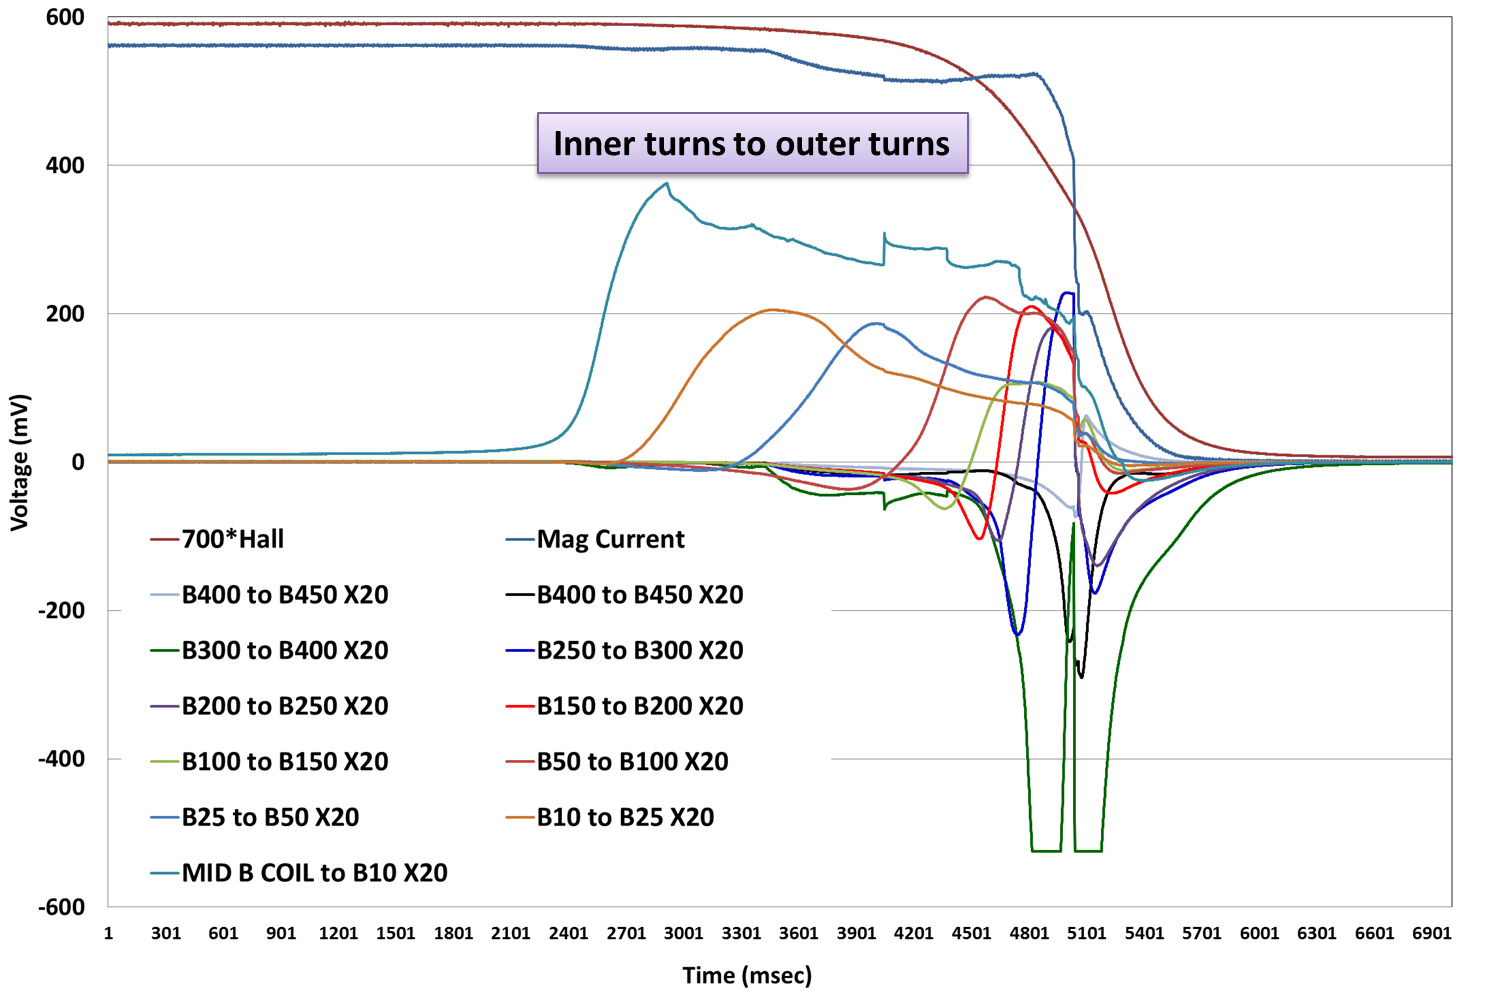 600
400
200
0
-200
-400
-600
Voltage (mV)
Inner turns to outer turns
700*Hall
Mag Current
B400 to B450 X20
B400 to B450 X20
B300 to B400 X20
B250 to B300 X20
B200 to B250 X20
B150 to B200 X20
B100 to B150 X20
B50 to B100 X20
B25 to B50 X20
B10 to B25 X20
MID B COIL to B10 X20
1 301 601 901 1201 1501 1801 2101 2401 2701 3001 3301 3601 3901 4201 4501 4801 5101 5401 5701 6001 6301 6601 6901
Time (msec)